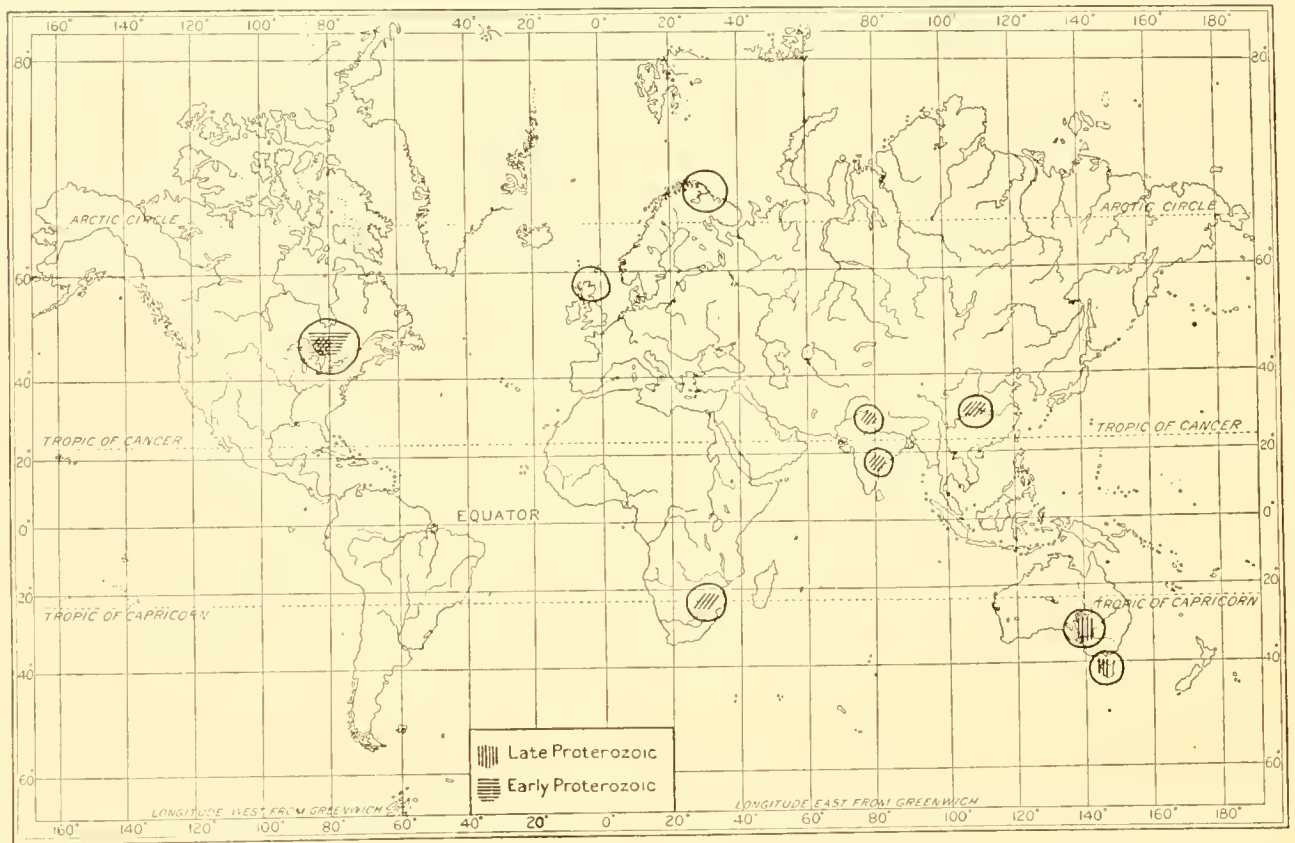 160° 140° 120° 100° 80° 60° 40° 20° 0° 20° 40° 60° 80° 100° 120° 140° 160° 180°
80° 80°
ARCTIC CIRCLE ARCTIC CIRCLE
60° 60°
40° 40°
TROPIC OF CANCER TROPIC OF CANCER
20° 20°
EQUATOR
0° 0°
20° 20°
TROPIC OF CAPRICORN TROPIC OF CAPRICORN
40° 40°
Late Proterozoic
60° 60°
Early Proterozoic
LONGITUDE WEST FROM GREENWICH LONGITUDE EAST FROM GREENWICH
160° 140° 120° 100° 80° 60° 40° 20° 0° 20° 40° 60° 80° 100° 120° 140° 160° 180°